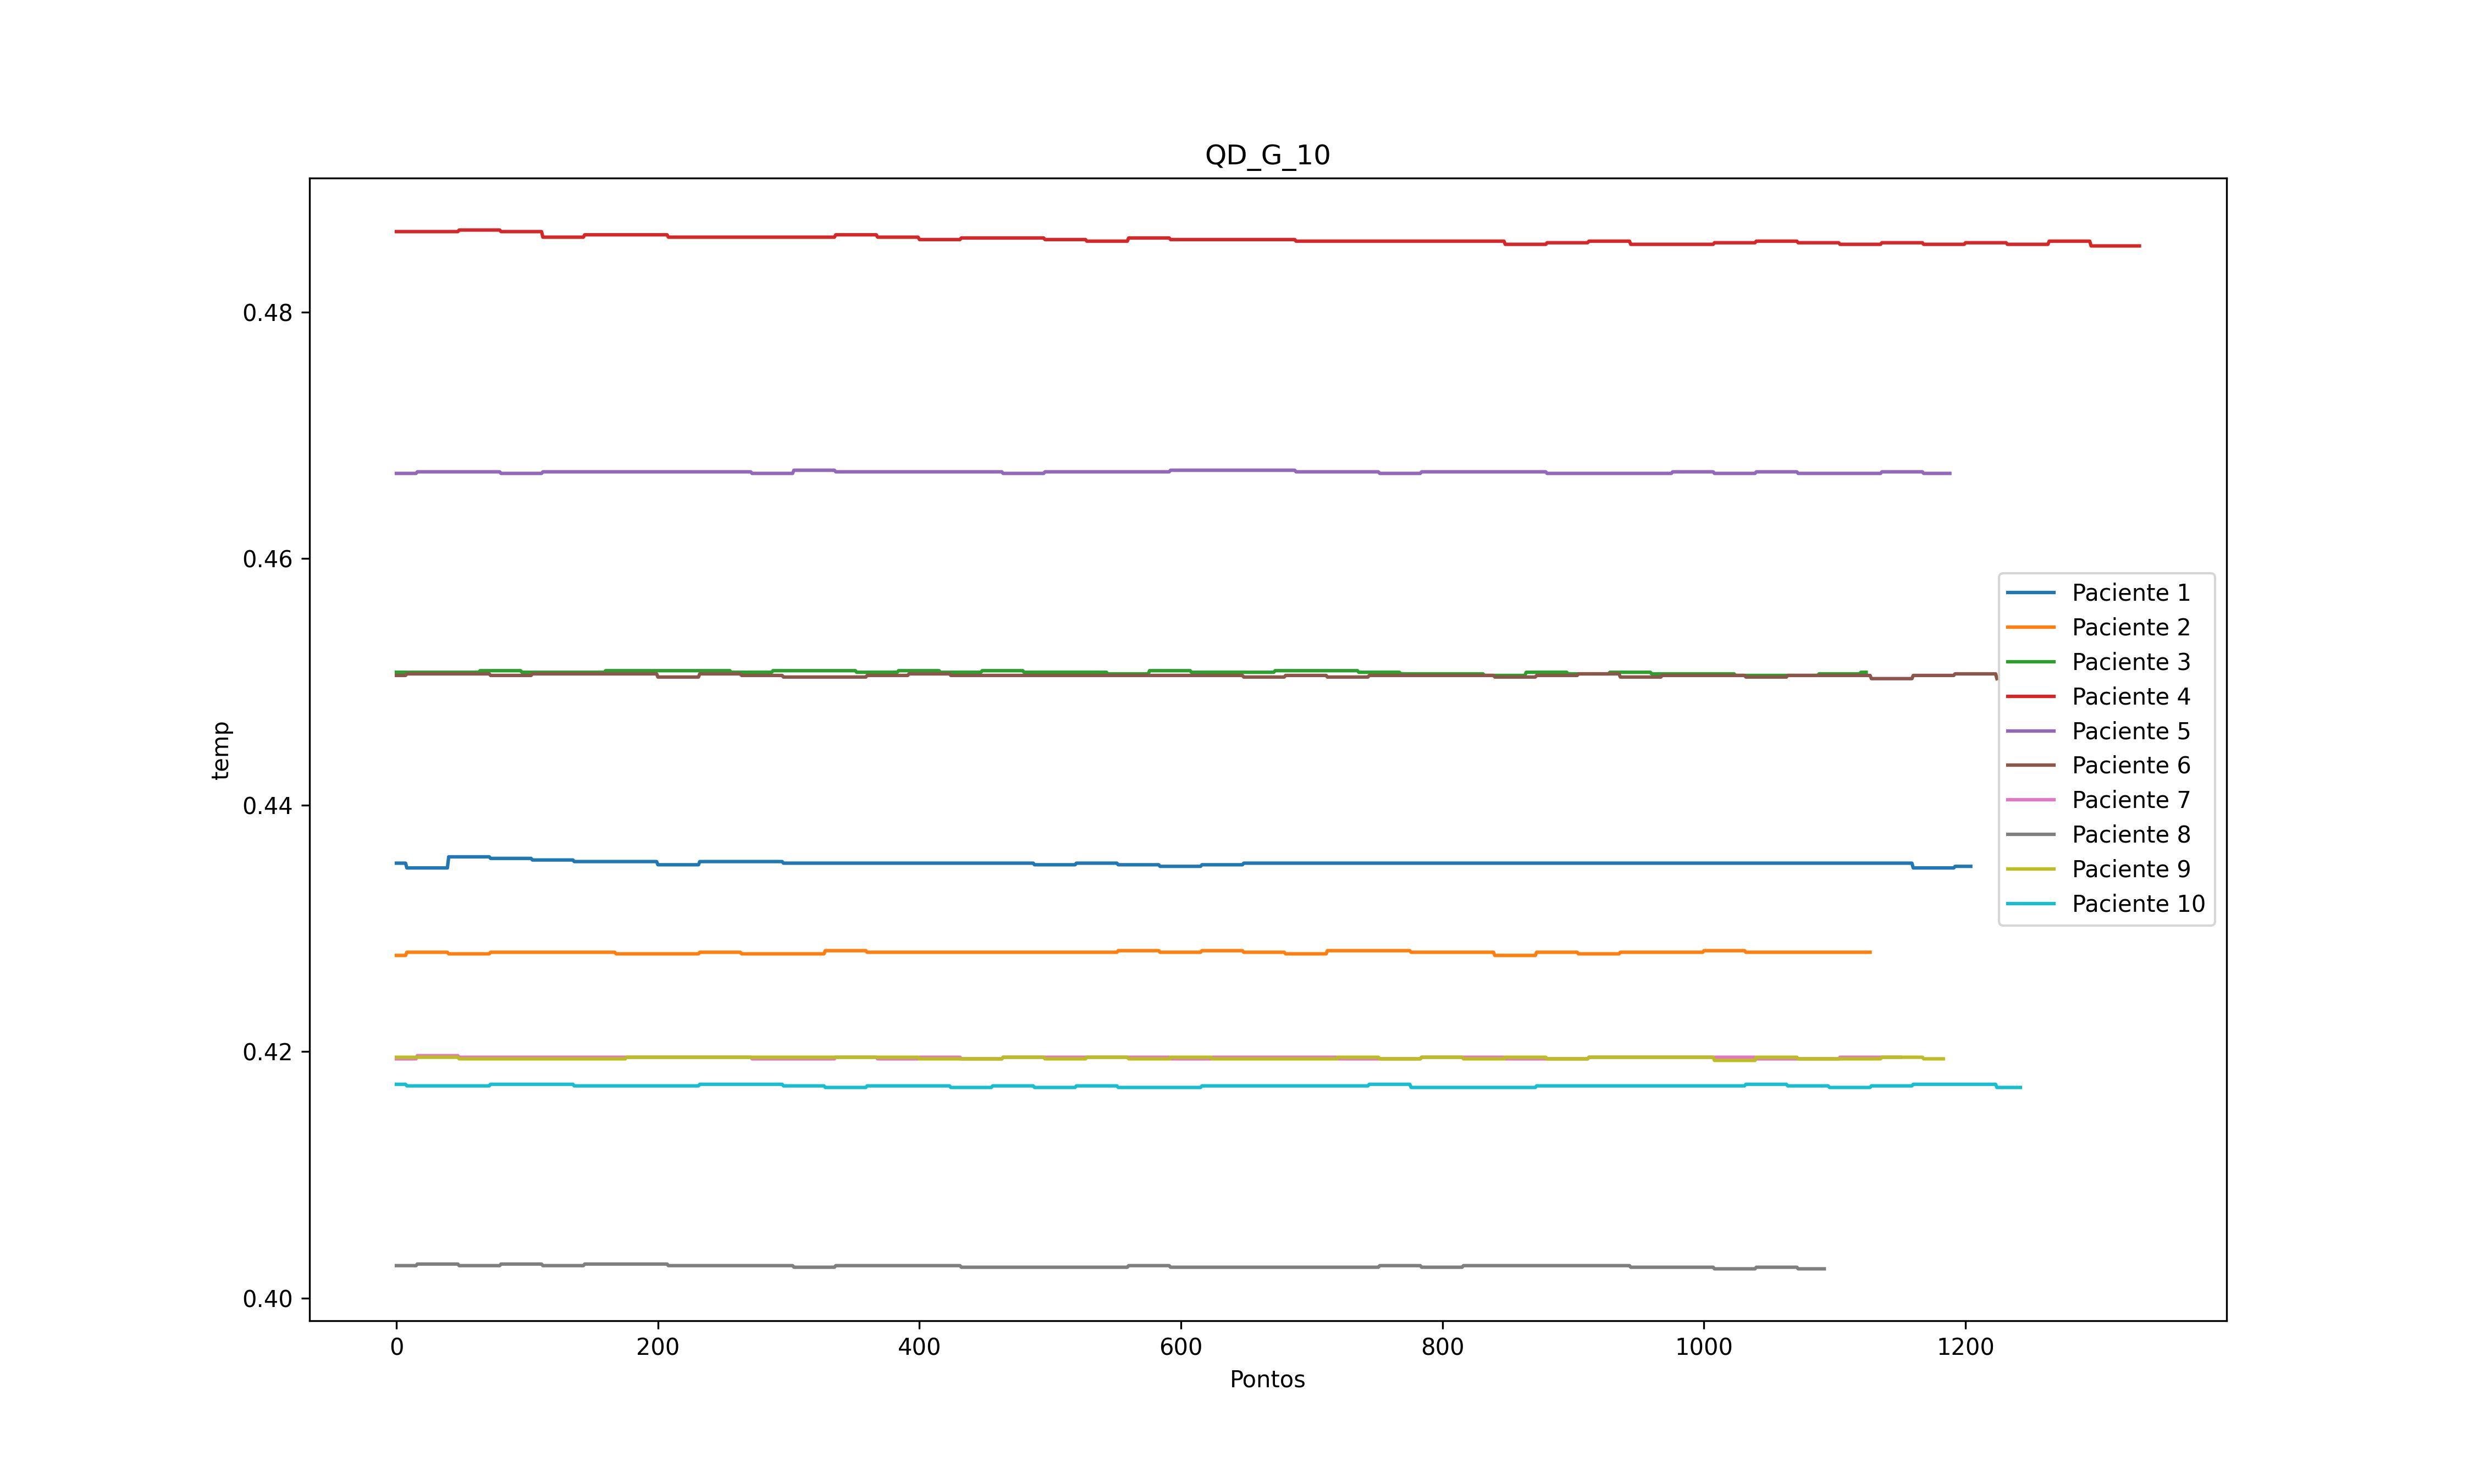 QD_G_10
temp
0.48
0.46
0.44
0.42
0.40
Paciente 1
Paciente 2
Paciente 3
Paciente 4
Paciente 5
Paciente 6
Paciente 7
Paciente 8
Paciente 9
Paciente 10
0 200 400 600 800 1000 1200
Pontos